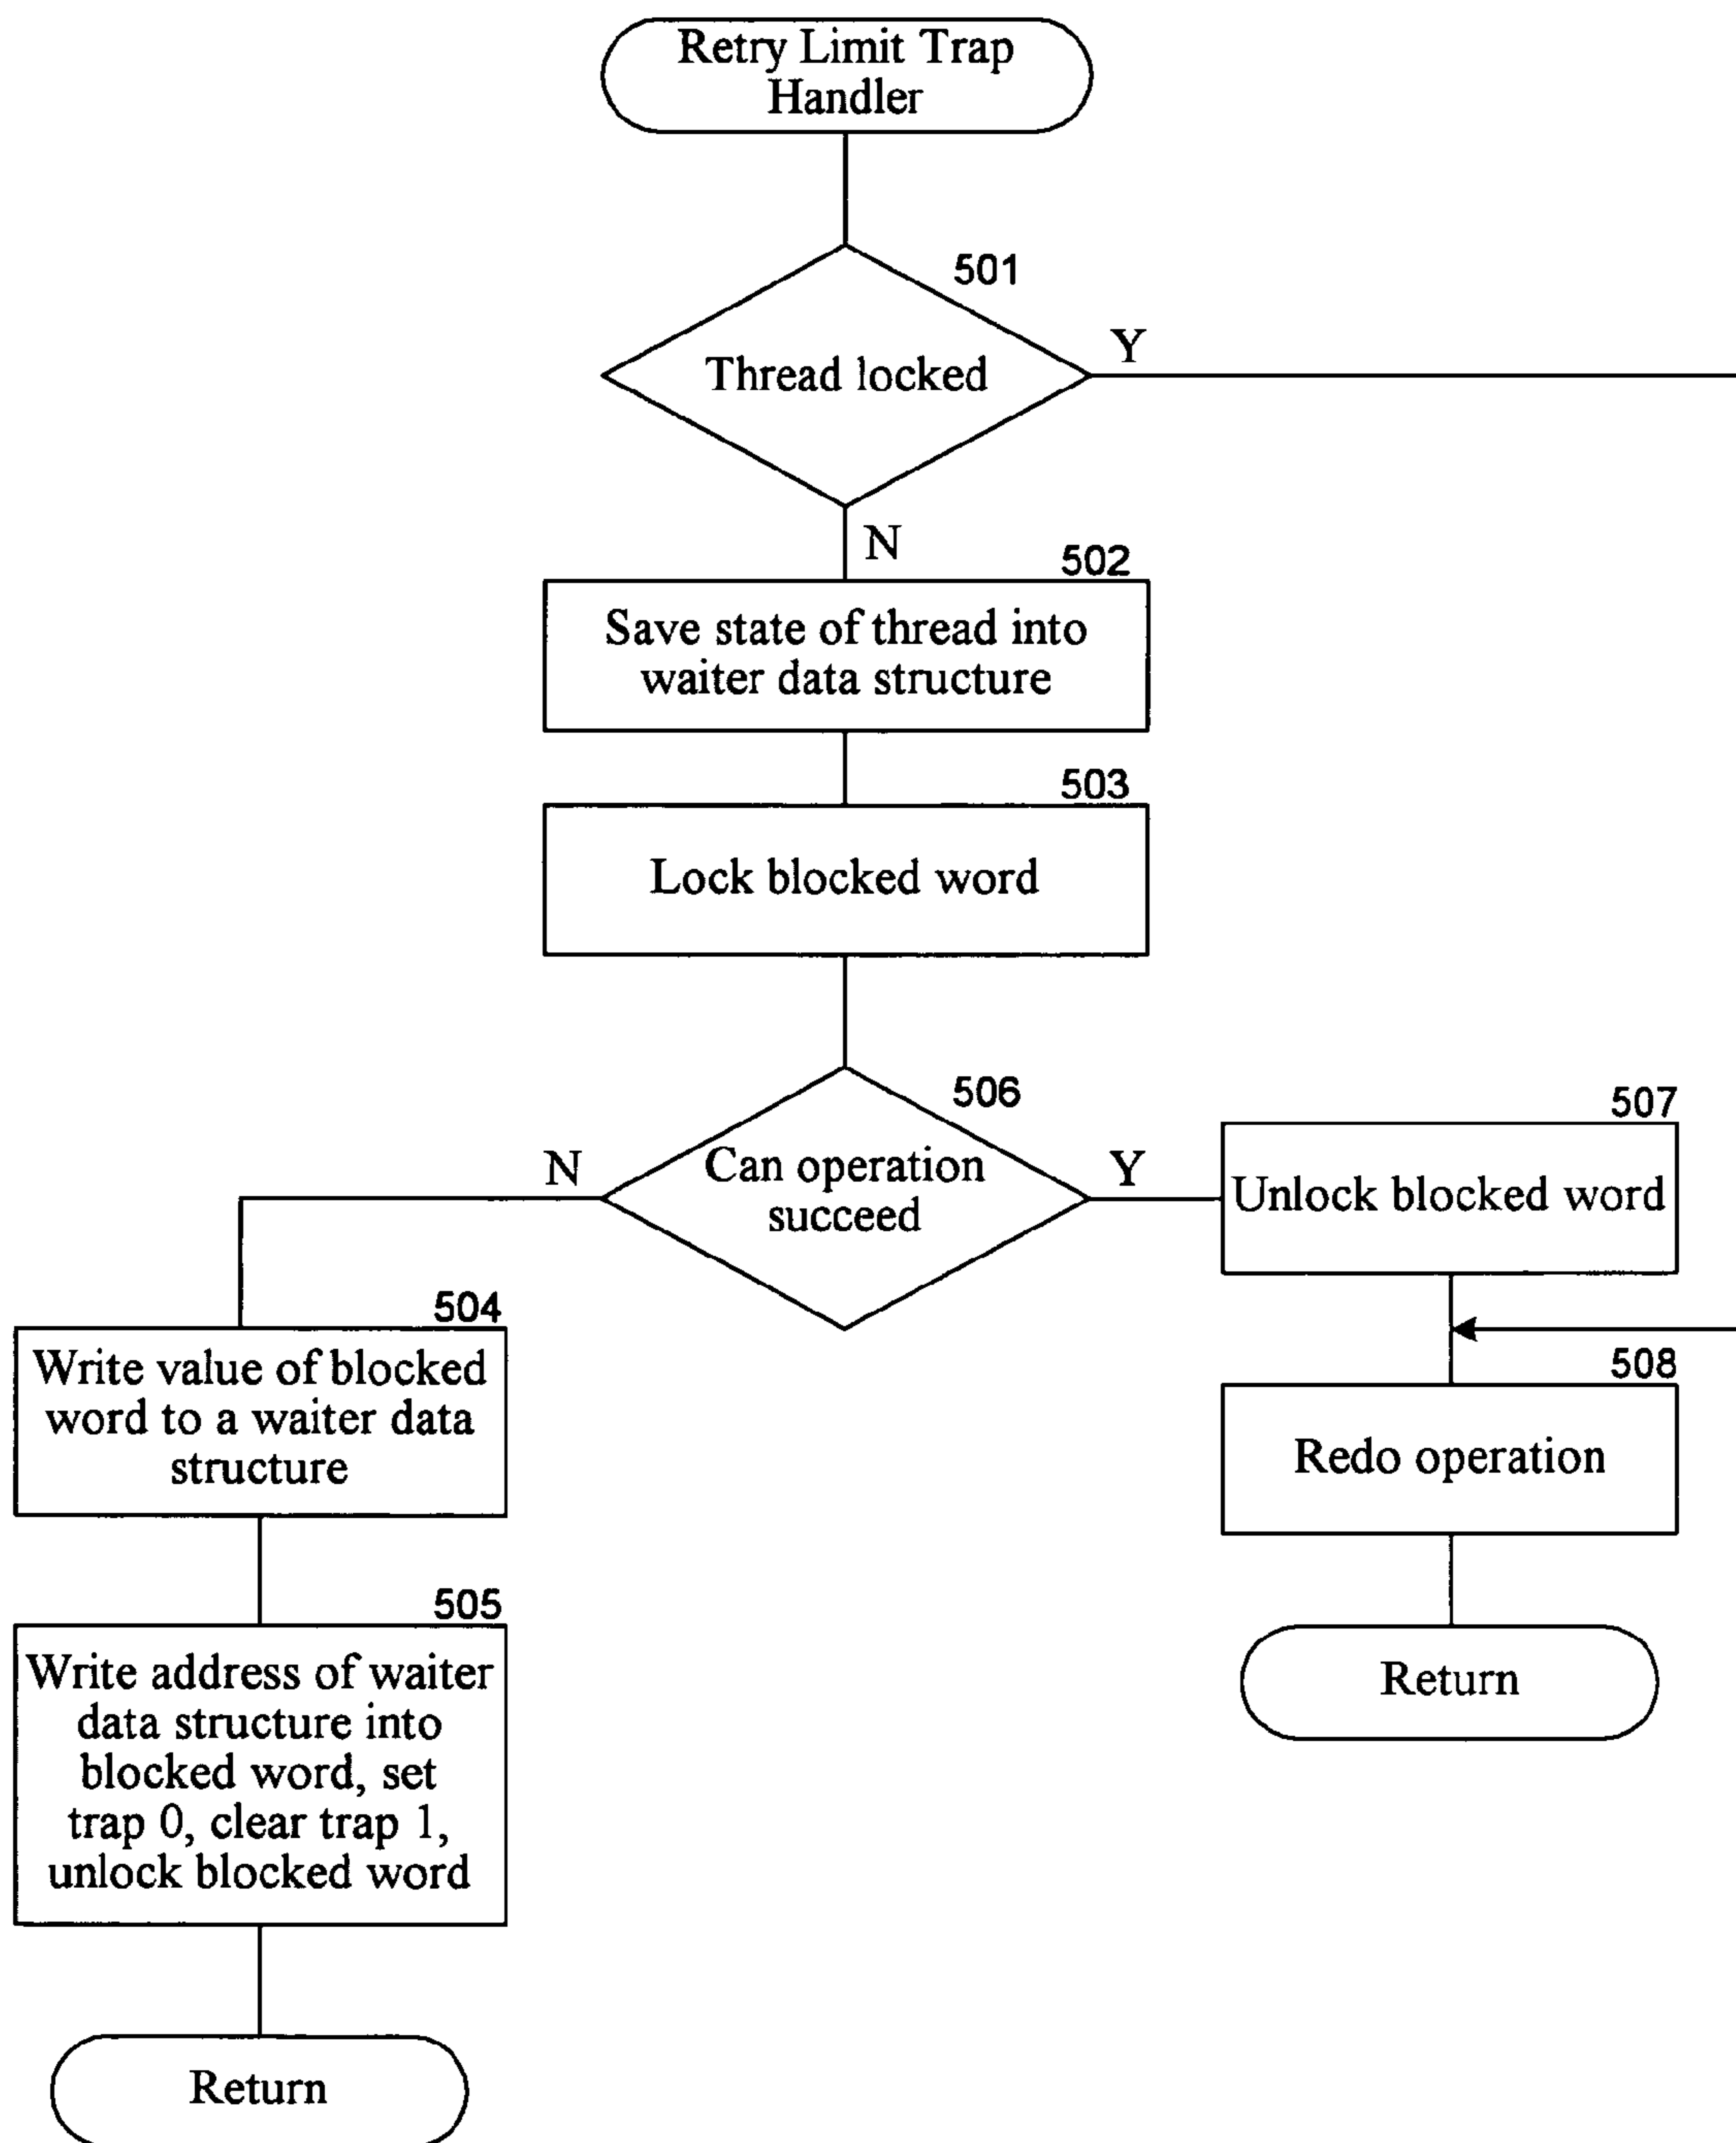 Retry Limit Trap
Handler
501
Thread locked
Y
N
502
Save state of thread into
waiter data structure
503
Lock blocked word
506
Can operation
succeed
N
Y
507
Unlock blocked word
504
Write value of blocked
word to a waiter data
structure
508
Redo operation
505
Write address of waiter
data structure into
blocked word, set
trap 0, clear trap 1,
unlock blocked word
Return
Return